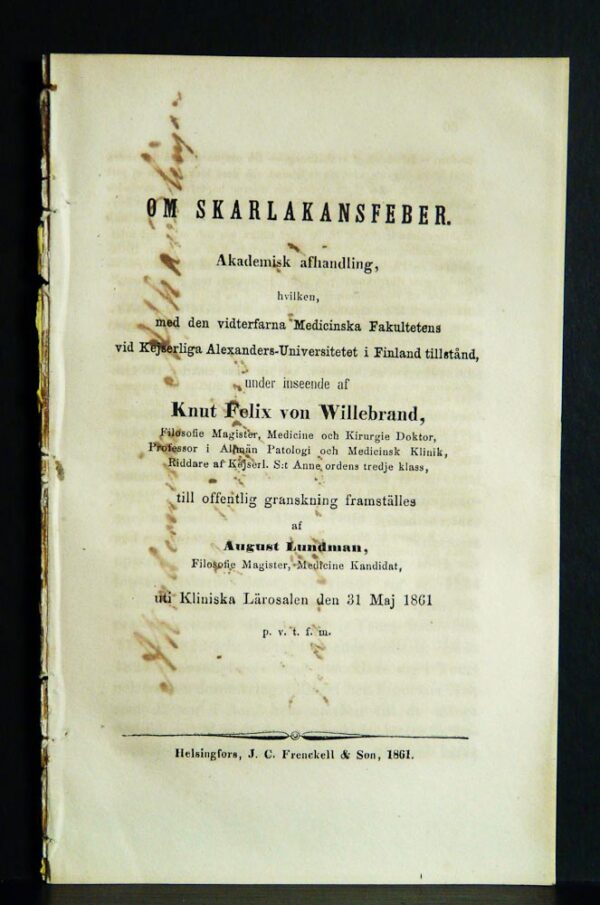 OM SKARLAKANSFEBER.
Akademisk afhandling,
hvilken,
med den vidterfarna Medicinska Fakultetens
vid Kejserliga Alexanders-Universitetet i Finland tillstånd,
under inseende af
Knut Felix von Willebrand,
Filosofie Magister, Medicine och Kirurgie Doktor,
Professor i Allmän Patologi och Medicinsk Klinik,
Riddare af Kejserl. S:t Anne ordens tredje klass,
till offentlig granskning framställes
af
August Lundman,
Filosofie Magister, Medicine Kandidat,
uti Kliniska Lärosalen den 31 Maj 1861
p. v. t. f. m.
Helsingfors, J. C. Frenckell & Son, 1861.